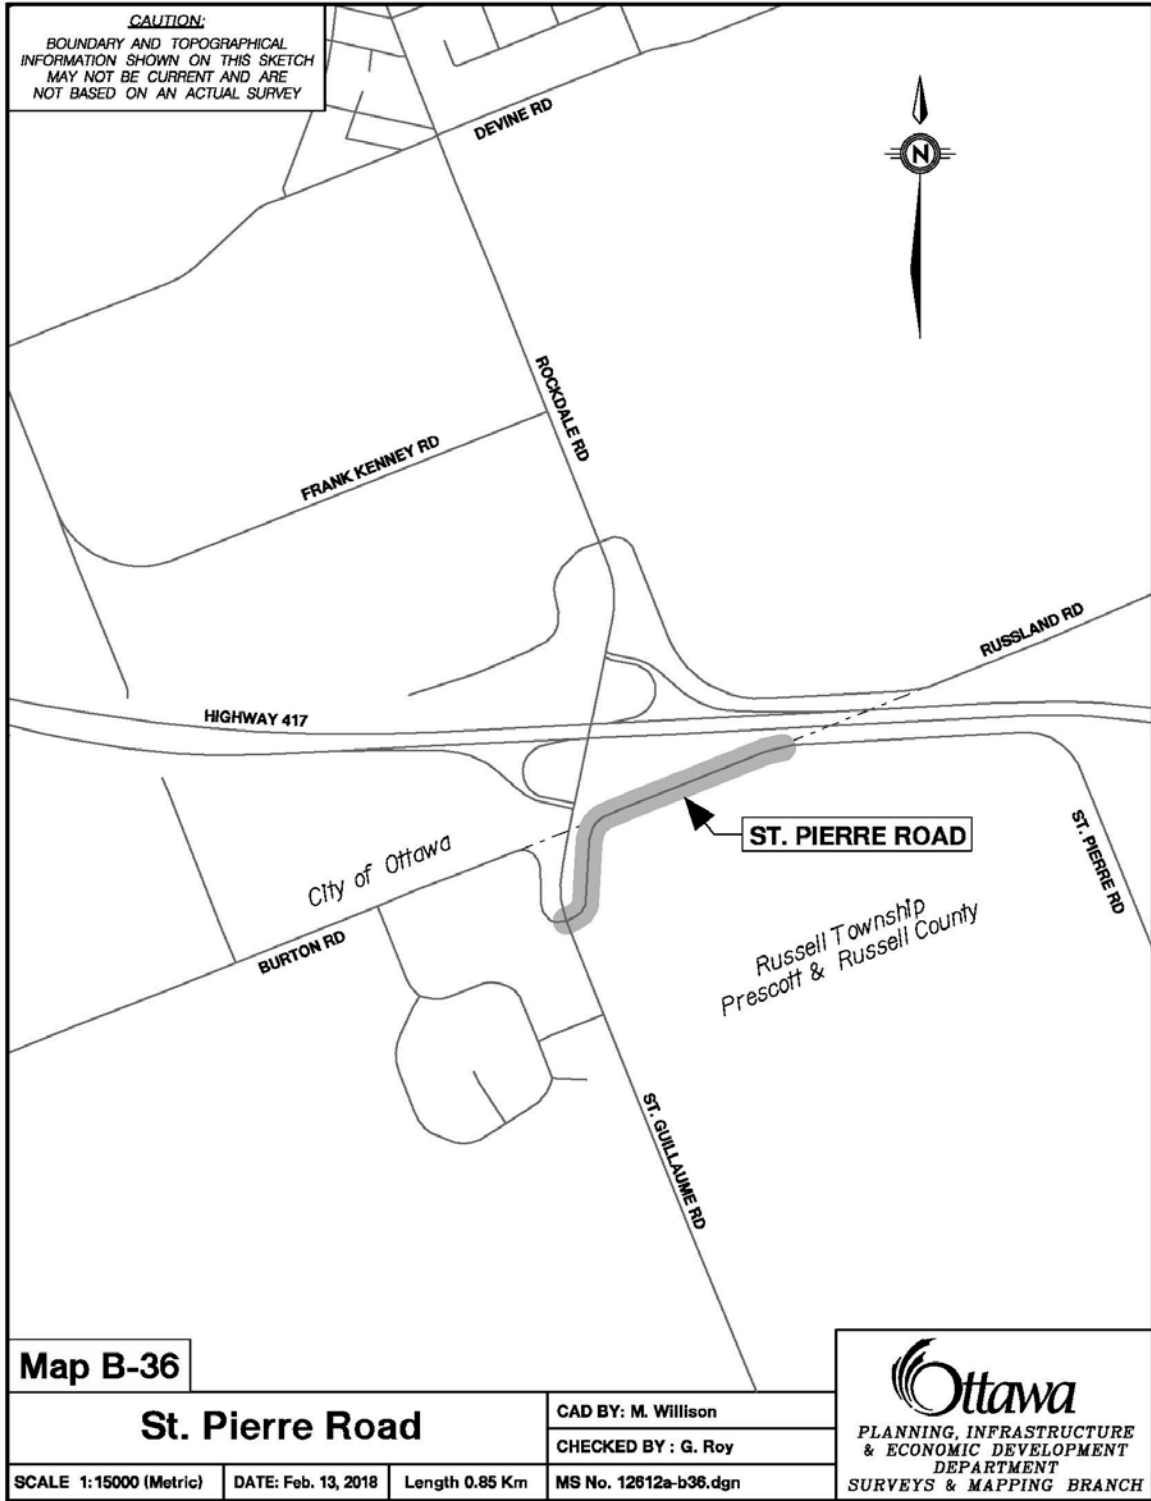 CAUTION:
BOUNDARY AND TOPOGRAPHICAL
INFORMATION SHOWN ON THIS SKETCH
MAY NOT BE CURRENT AND ARE
NOT BASED ON AN ACTUAL SURVEY
DEVINE RD
N
ROCKDALE RD
FRANK KENNEY RD
RUSSLAND RD
HIGHWAY 417
ST. PIERRE ROAD
ST. PIERRE RD
City of Ottawa
BURTON RD
Russell Township
Prescott & Russell County
ST. GUILLAUME RD
Map B-36
St. Pierre Road
CAD BY: M. Willison
CHECKED BY : G. Roy
SCALE 1:15000 (Metric)
DATE: Feb. 13, 2018
Length 0.85 Km
MS No. 12612a-b36.dgn
Ottawa
PLANNING, INFRASTRUCTURE
& ECONOMIC DEVELOPMENT
DEPARTMENT
SURVEYS & MAPPING BRANCH